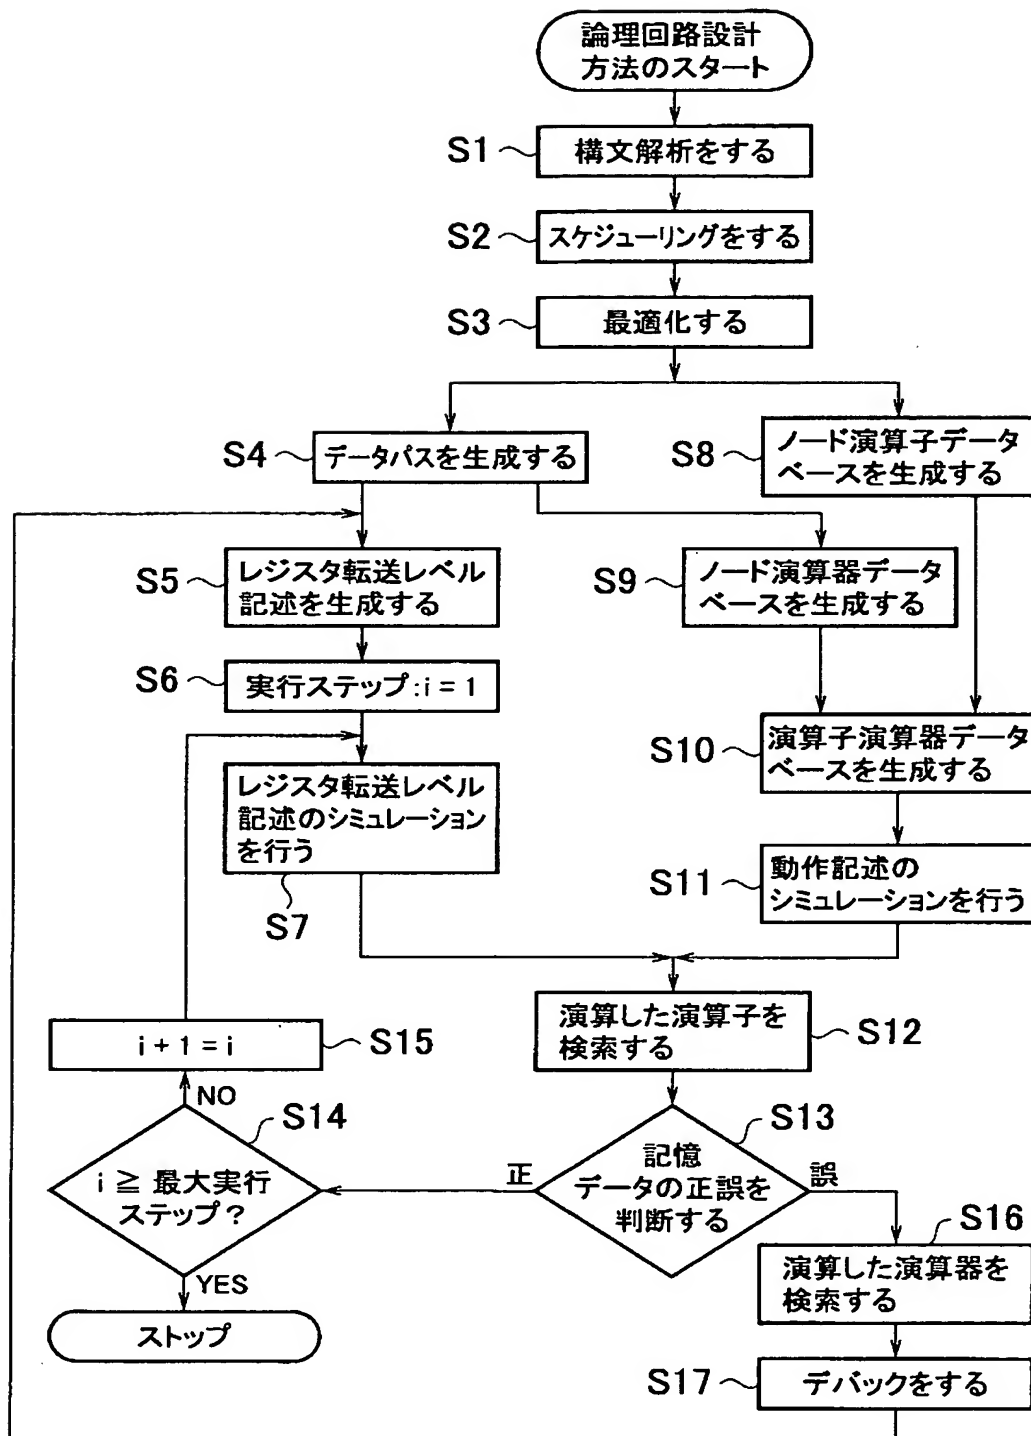 論理回路設計
方法のスタート
S1
構文解析をする
S2
スケジューリングをする
S3
最適化する
S4
データパスを生成する
S8
ノード演算子データ
ベースを生成する
S5
レジスタ転送レベル
記述を生成する
S9
ノード演算器データ
ベースを生成する
S6
実行ステップ:i = 1
S10
演算子演算器データ
ベースを生成する
レジスタ転送レベル
記述のシミュレーション
を行う
S7
S11
動作記述の
シミュレーションを行う
S12
演算した演算子を
検索する
i + 1 = i
S15
NO
S14
i ≧ 最大実行
ステップ?
YES
ストップ
S13
記憶
データの正誤を
判断する
正
誤
S16
演算した演算器を
検索する
S17
デバックをする